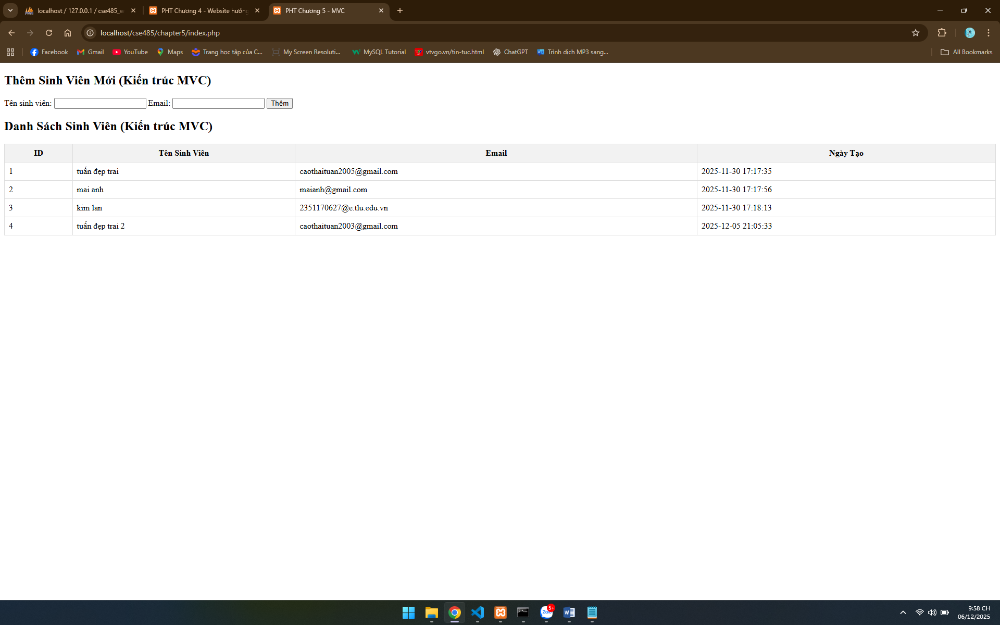 localhost / 127.0.0.1 / cse485_w
PHT Chương 4 - Website hướng
PHT Chương 5 - MVC
localhost/cse485/chapter5/index.php
Facebook Gmail YouTube Maps Trang học tập của C... My Screen Resoluti... MySQL Tutorial vtvgo.vn/tin-tuc.html ChatGPT Trình dịch MP3 sang... All Bookmarks
Thêm Sinh Viên Mới (Kiến trúc MVC)
Tên sinh viên: Email: Thêm
Danh Sách Sinh Viên (Kiến trúc MVC)
ID Tên Sinh Viên Email Ngày Tạo
1 tuấn đẹp trai caothaituan2005@gmail.com 2025-11-30 17:17:35
2 mai anh maianh@gmail.com 2025-11-30 17:17:56
3 kim lan 2351170627@e.tlu.edu.vn 2025-11-30 17:18:13
4 tuấn đẹp trai 2 caothaituan2003@gmail.com 2025-12-05 21:05:33
Zalo 5+
9:58 CH
06/12/2025